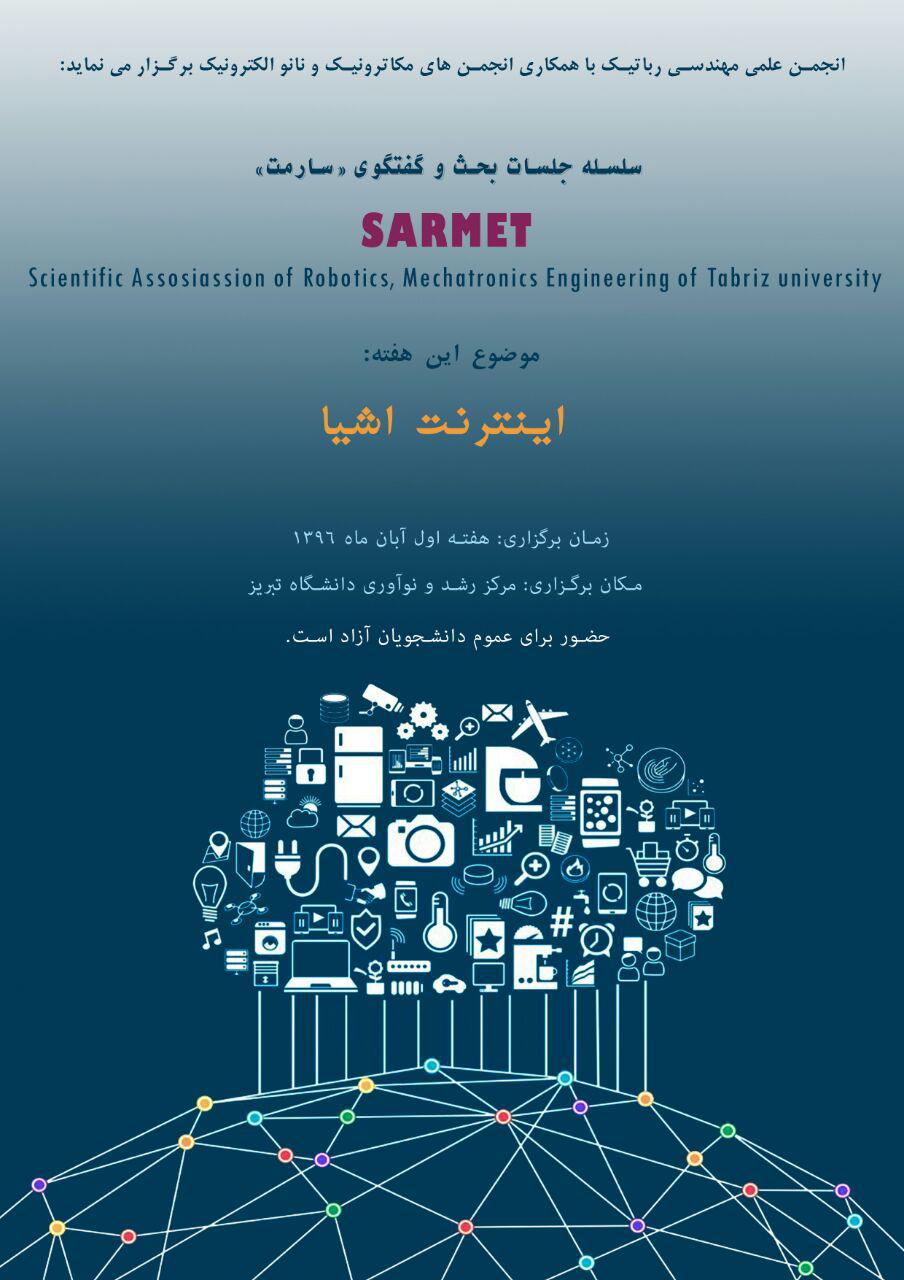 انجمن علمی مهندسی رباتیک با همکاری انجمن های مکاترونیک و نانو الکترونیک برگزار می نماید:
سلسله جلسات بحث و گفتگوی «سارمت»
SARMET
Scientific Assosiassion of Robotics, Mechatronics Engineering of Tabriz university
موضوع این هفته:
اینترنت اشیا
زمان برگزاری: هفته اول آبان ماه ۱۳۹٦
مکان برگزاری: مرکز رشد و نوآوری دانشگاه تبریز
حضور برای عموم دانشجویان آزاد است.
#